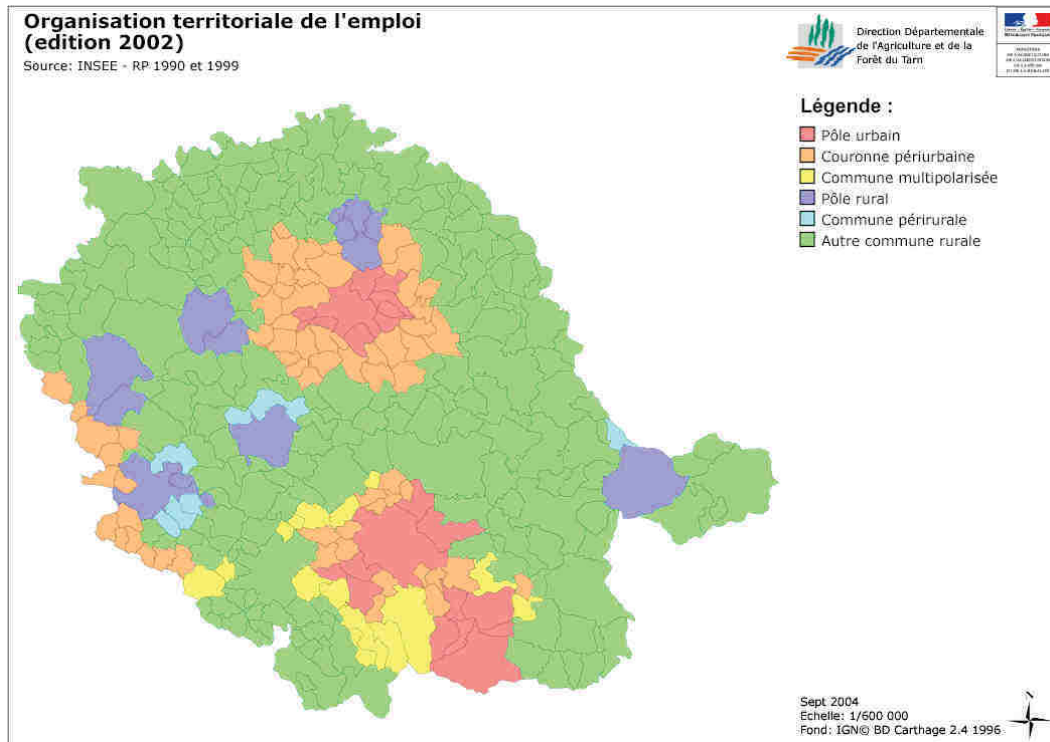 Organisation territoriale de l'emploi
(edition 2002)
Source: INSEE - RP 1990 et 1999
Direction Départementale
de l'Agriculture et de la
Forêt du Tarn
Légende :
Pôle urbain
Couronne périurbaine
Commune multipolarisée
Pôle rural
Commune périrurale
Autre commune rurale
Sept 2004
Echelle: 1/600 000
Fond: IGN© BD Carthage 2.4 1996
N